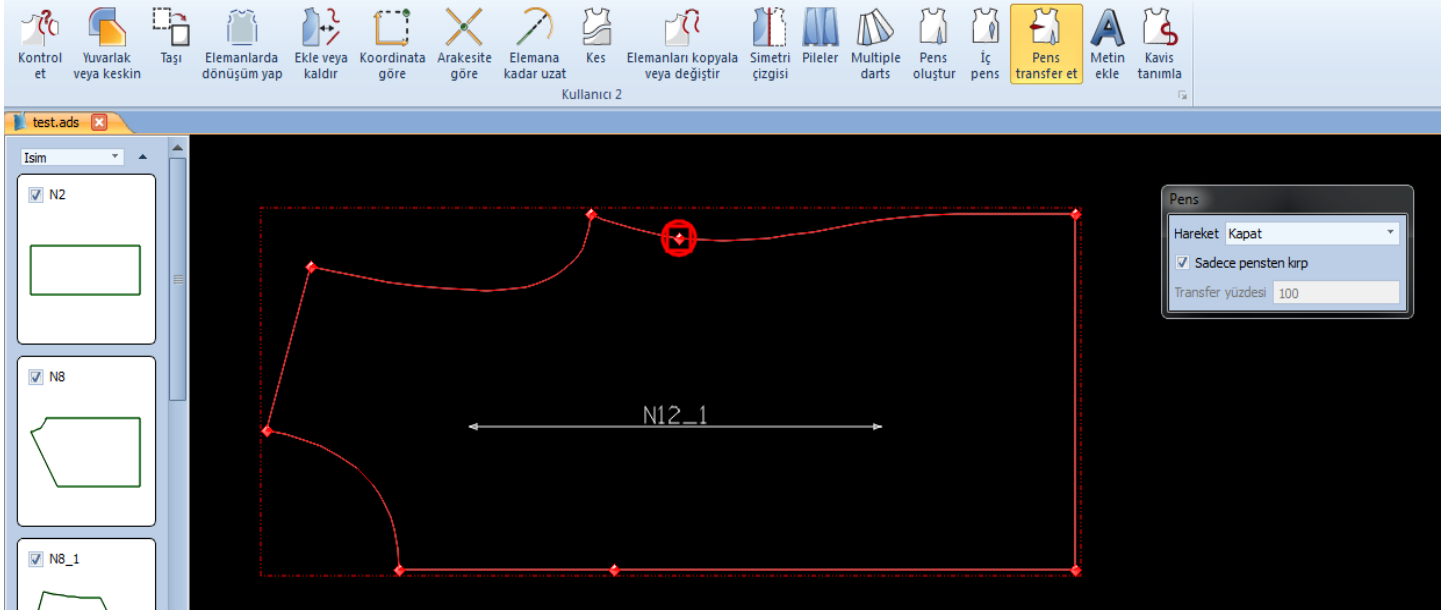 Kontrol et
Yuvarlak veya keskin
Taşı
Elemanlarda dönüşüm yap
Ekle veya kaldır
Koordinata göre
Arakesite göre
Elemana kadar uzat
Kes
Elemanları kopyala veya değiştir
Simetri çizgisi
Pileler
Multiple darts
Pens oluştur
İç pens
Pens transfer et
Metin ekle
Kavis tanımla
Kullanıcı 2
test.ads
Isim
N2
N8
N8_1
N12_1
Pens
Hareket Kapat
Sadece pensten kırp
Transfer yüzdesi 100